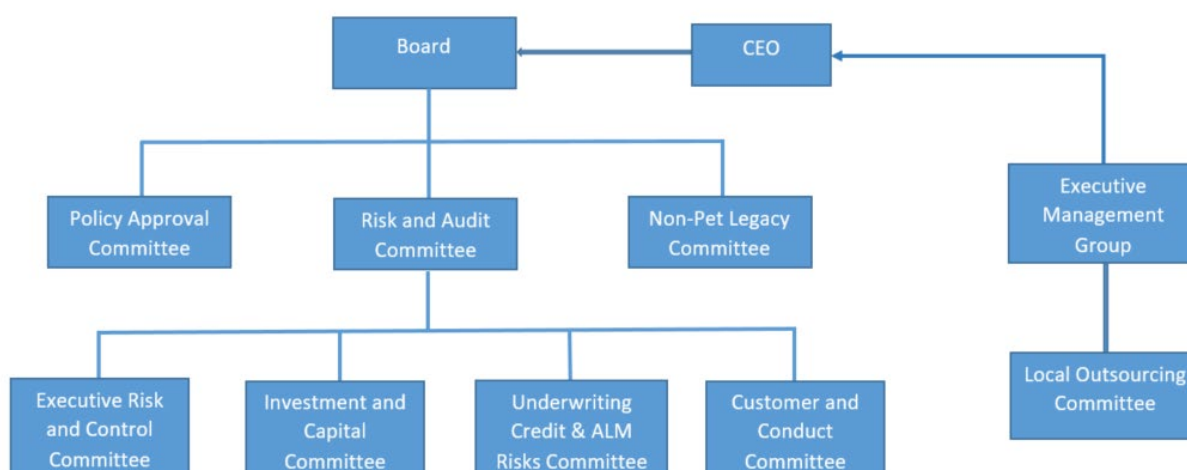 Board
CEO
Policy Approval
Committee
Risk and Audit
Committee
Non-Pet Legacy
Committee
Executive
Management
Group
Executive Risk
and Control
Committee
Investment and
Capital
Committee
Underwriting
Credit & ALM
Risks Committee
Customer and
Conduct
Committee
Local Outsourcing
Committee